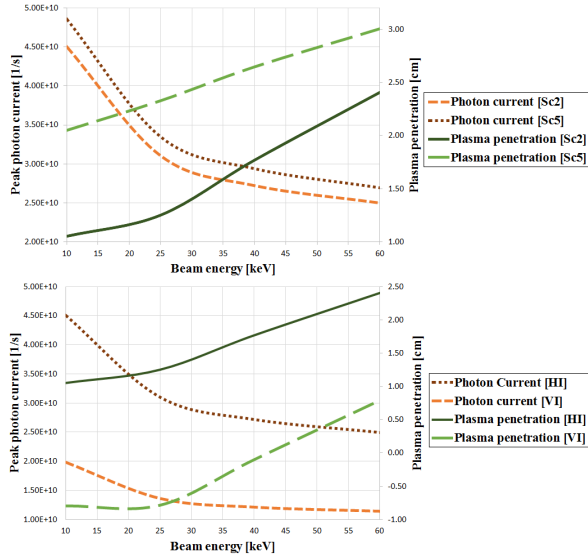 5.00E+10
4.50E+10
4.00E+10
3.50E+10
3.00E+10
2.50E+10
2.00E+10
Peak photon current [1/s]
3.00
2.50
2.00
1.50
1.00
Plasma penetration [cm]
10 15 20 25 30 35 40 45 50 55 60
Beam energy [keV]
Photon current [Sc2]
Photon current [Sc5]
Plasma penetration [Sc2]
Plasma penetration [Sc5]
5.00E+10
4.50E+10
4.00E+10
3.50E+10
3.00E+10
2.50E+10
2.00E+10
1.50E+10
1.00E+10
Peak photon current [1/s]
2.50
2.00
1.50
1.00
0.50
0.00
-0.50
-1.00
Plasma penetration [cm]
10 15 20 25 30 35 40 45 50 55 60
Beam energy [keV]
Photon Current [HI]
Photon current [VI]
Plasma penetration [HI]
Plasma penetration [VI]